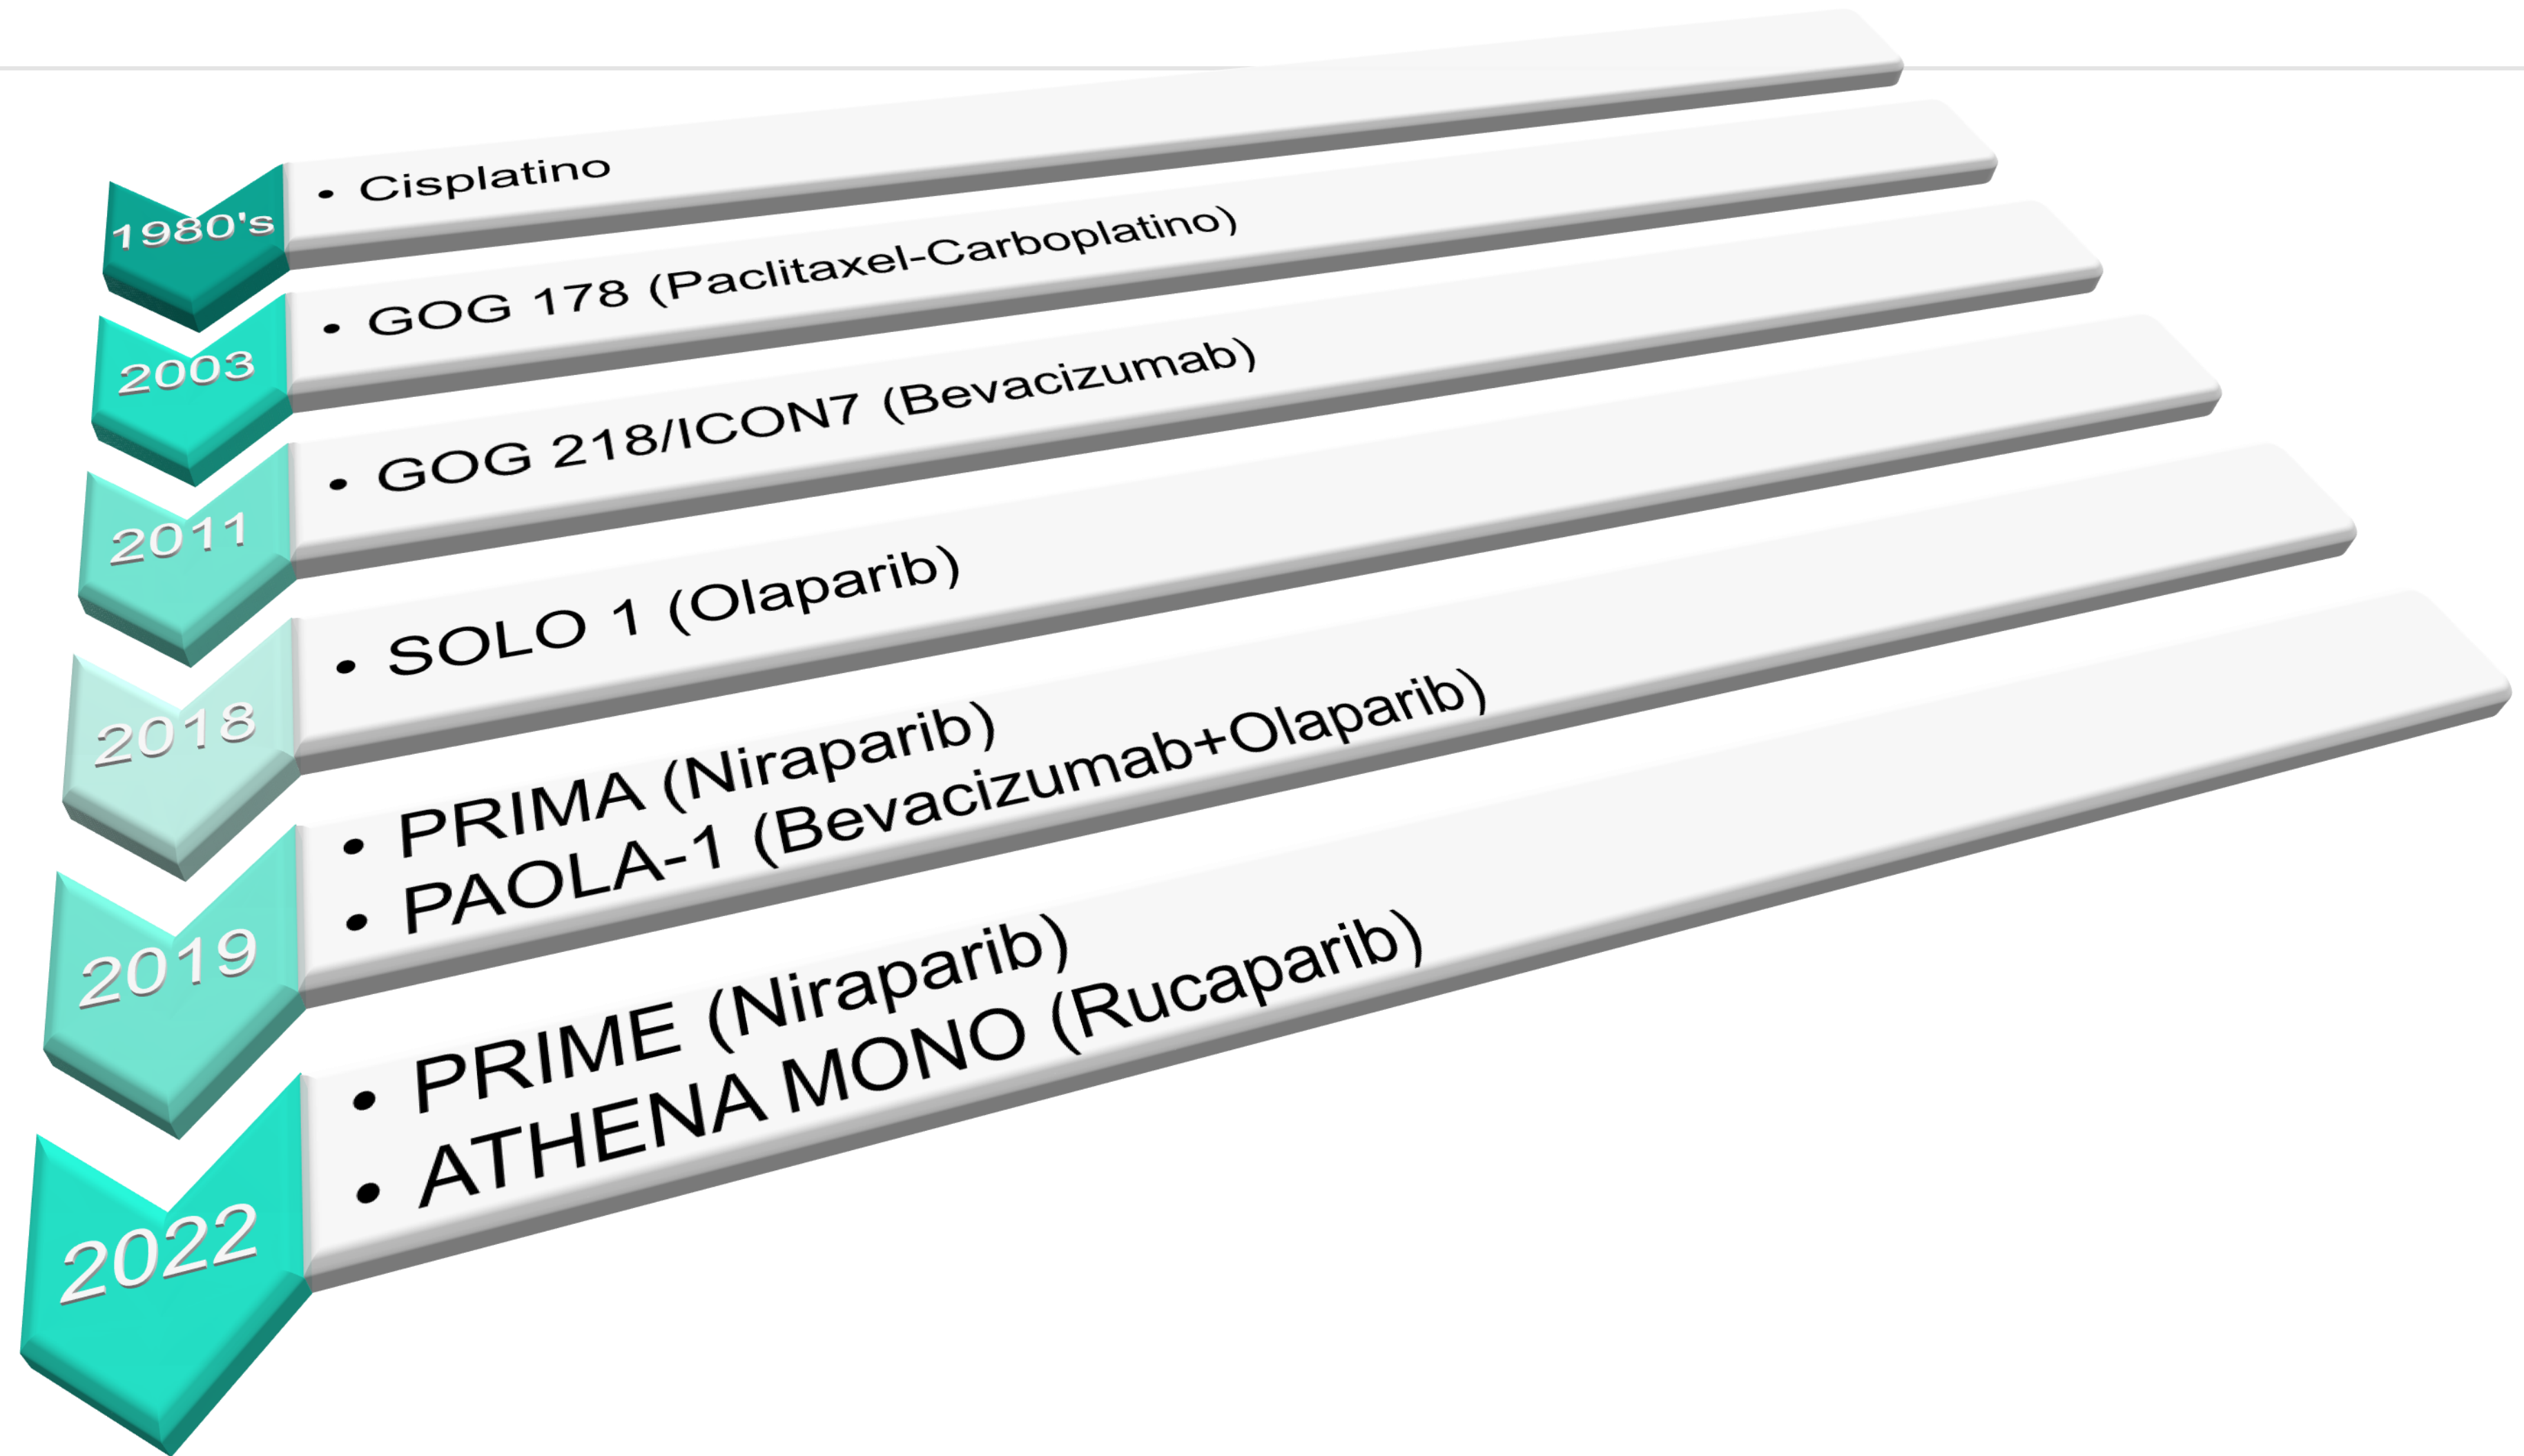 1980's
• Cisplatino
2003
• GOG 178 (Paclitaxel-Carboplatino)
2011
• GOG 218/ICON7 (Bevacizumab)
2018
• SOLO 1 (Olaparib)
2019
• PRIMA (Niraparib)
• PAOLA-1 (Bevacizumab+Olaparib)
2022
• PRIME (Niraparib)
• ATHENA MONO (Rucaparib)